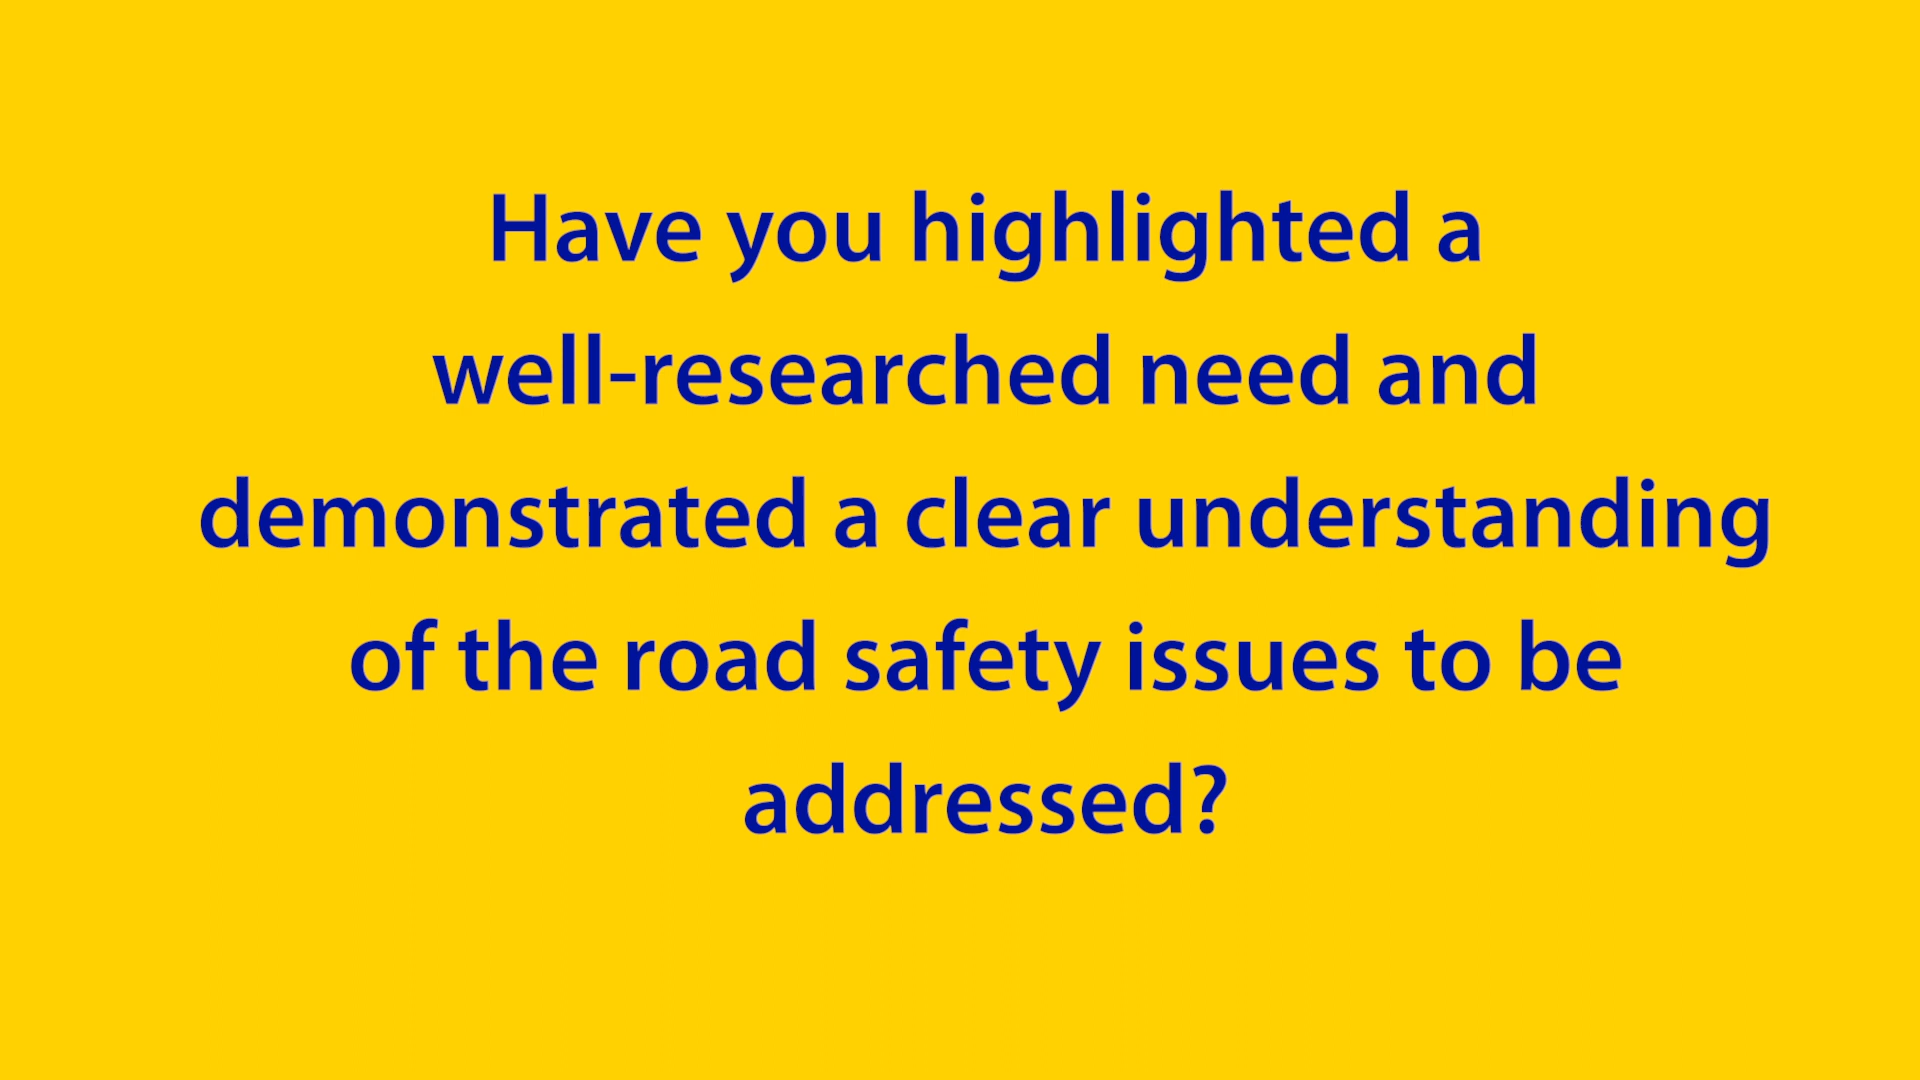 Have you highlighted a
well-researched need and
demonstrated a clear understanding
of the road safety issues to be
addressed?